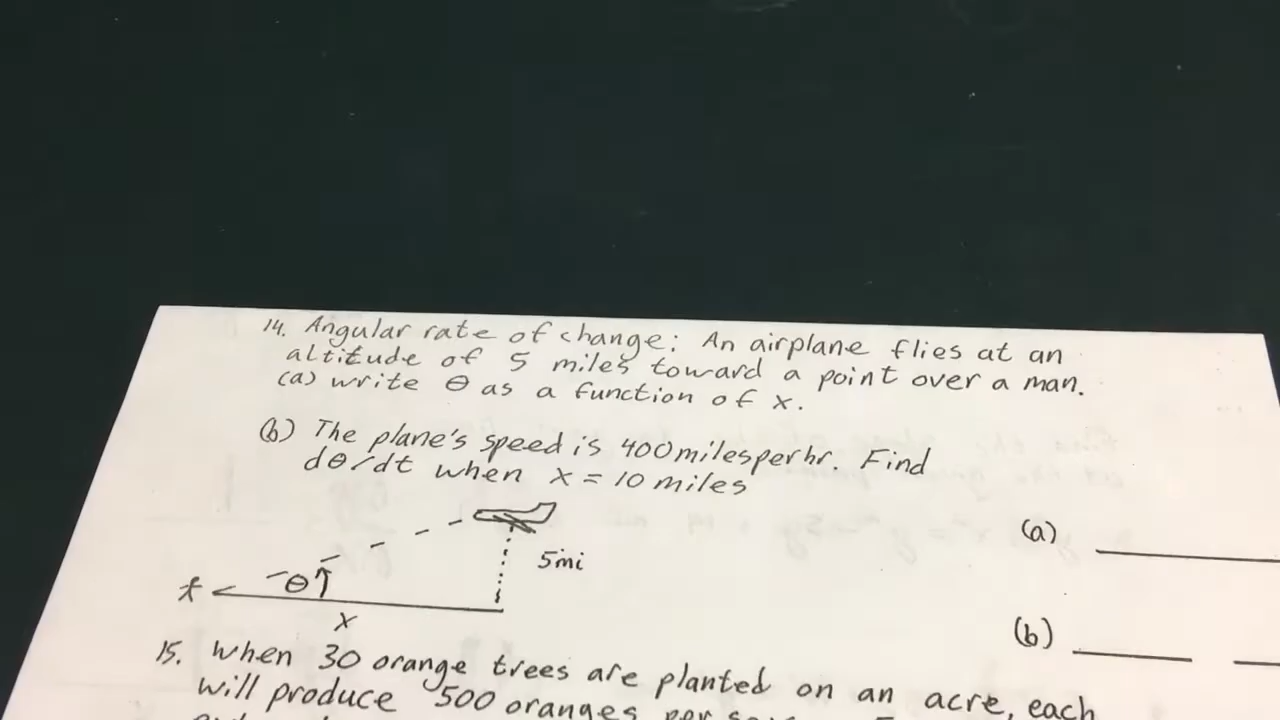 14. Angular rate of change: An airplane flies at an
altitude of 5 miles toward a point over a man.
(a) write θ as a function of x.
(b) The plane's speed is 400 miles per hr. Find
dθ/dt when x = 10 miles
5mi
θ
x
(a)
(b)
15. When 30 orange trees are planted on an acre, each
will produce 500 oranges per